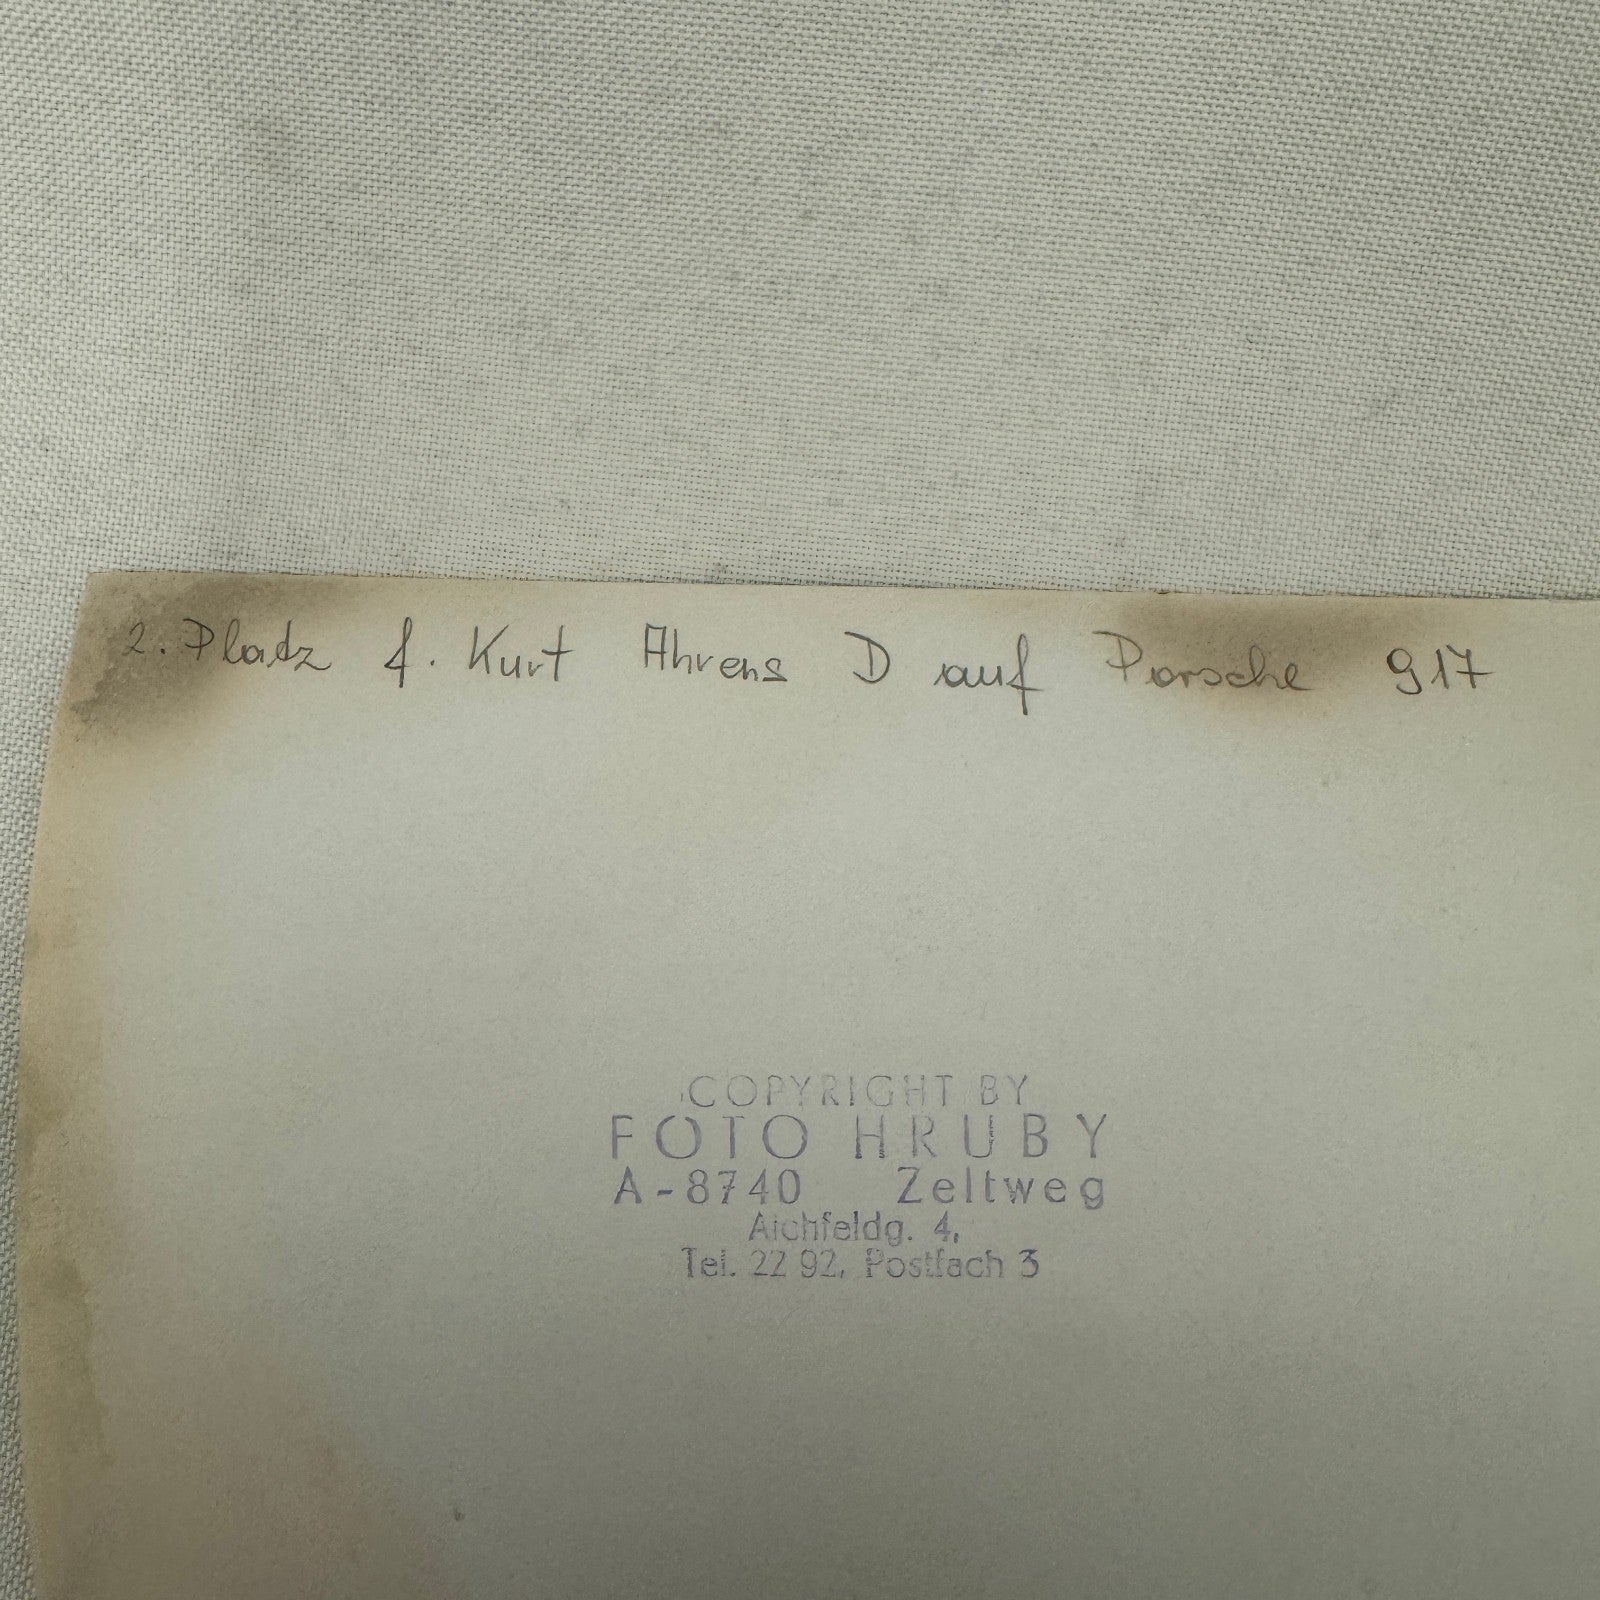 2. Platz f. Kurt Ahrens D auf Porsche 917
COPYRIGHT BY
FOTO HRUBY
A-8740 Zeltweg
Aichfeldg. 4,
Tel. 22 92, Postfach 3